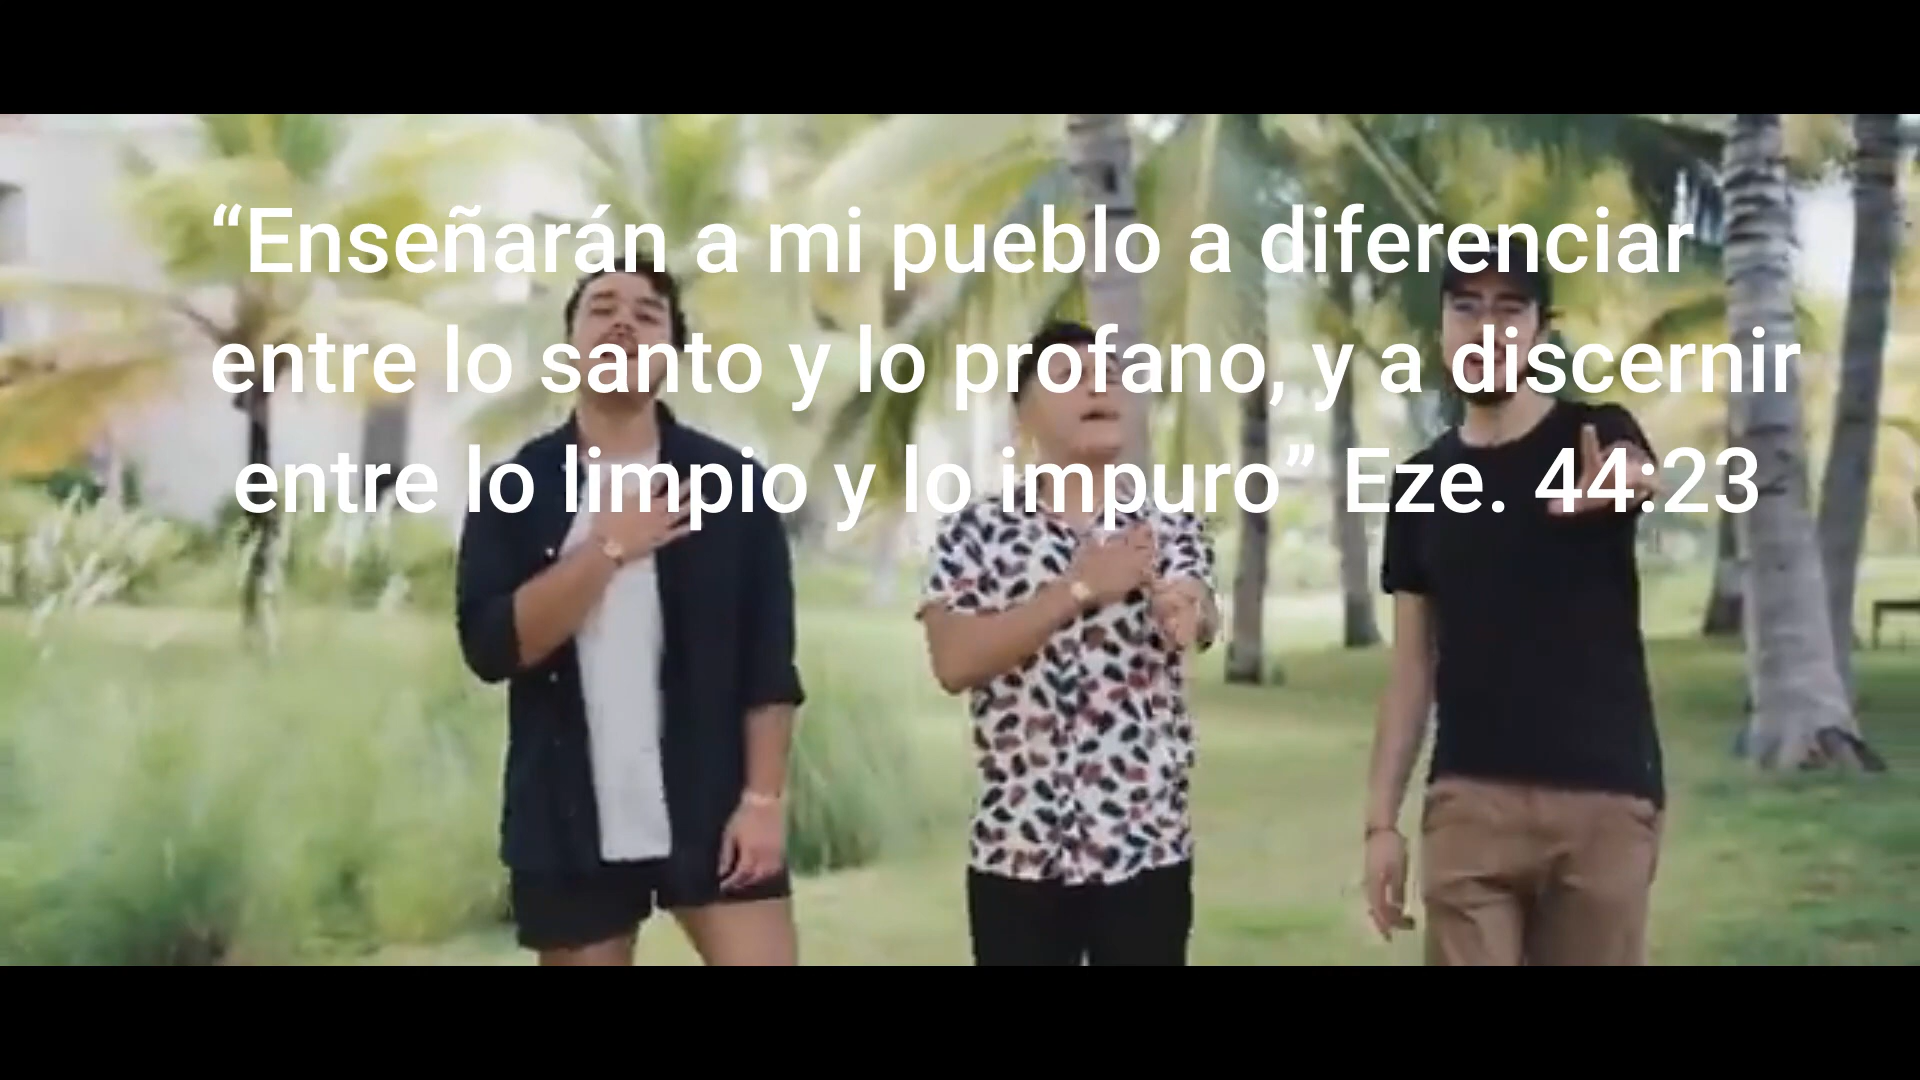 “Enseñarán a mi pueblo a diferenciar
entre lo santo y lo profano, y a discernir
entre lo limpio y lo impuro” Eze. 44:23